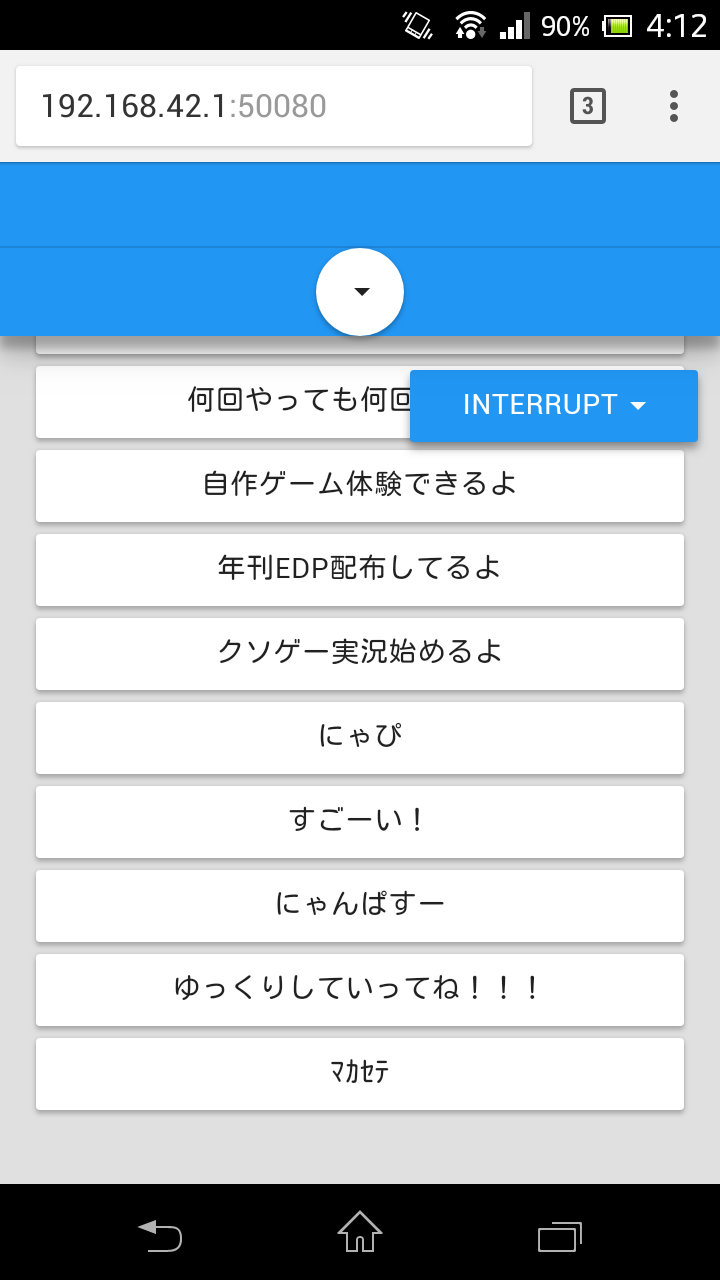 90% 4:12
192.168.42.1:50080 3
何回やっても何回
INTERRUPT
自作ゲーム体験できるよ
年刊EDP配布してるよ
クソゲー実況始めるよ
にゃぴ
すごーい！
にゃんぱすー
ゆっくりしていってね！！！
ﾏｶｾﾃ